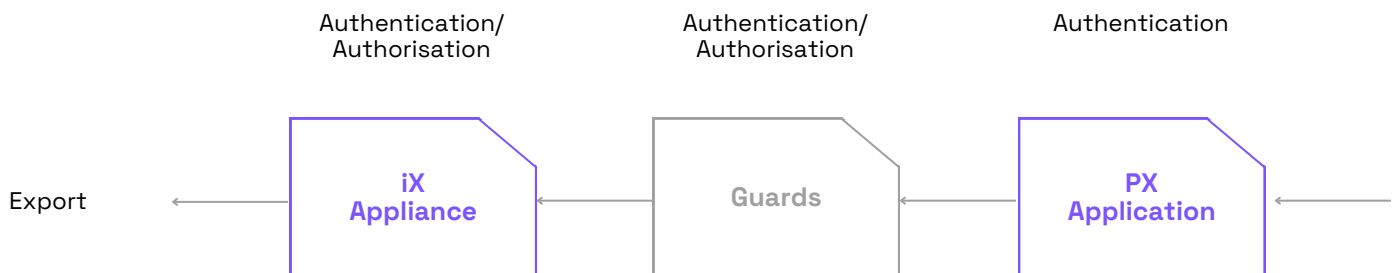 Authentication/
Authorisation
Authentication/
Authorisation
Authentication
Export
iX
Appliance
Guards
PX
Application